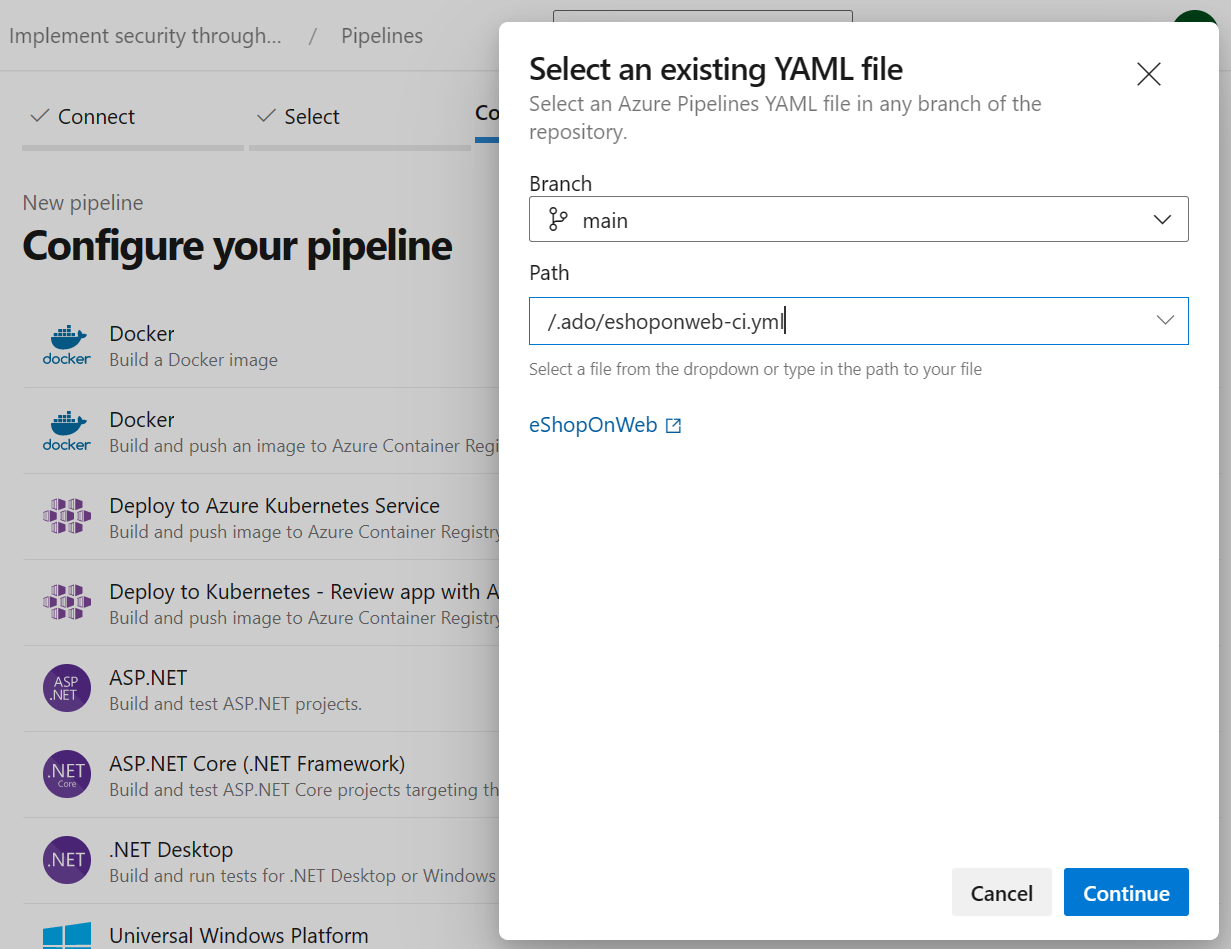 Implement security through... / Pipelines
Connect
Select
Co
New pipeline
Configure your pipeline
docker
Docker
Build a Docker image
docker
Docker
Build and push an image to Azure Container Regi
Deploy to Azure Kubernetes Service
Build and push image to Azure Container Registry
Deploy to Kubernetes - Review app with A
Build and push image to Azure Container Registry
ASP
.NET
ASP.NET
Build and test ASP.NET projects.
.NET
Core
ASP.NET Core (.NET Framework)
Build and test ASP.NET Core projects targeting th
.NET
.NET Desktop
Build and run tests for .NET Desktop or Windows
Universal Windows Platform
Select an existing YAML file
Select an Azure Pipelines YAML file in any branch of the
repository.
Branch
main
Path
/.ado/eshoponweb-ci.yml
Select a file from the dropdown or type in the path to your file
eShopOnWeb
Cancel
Continue